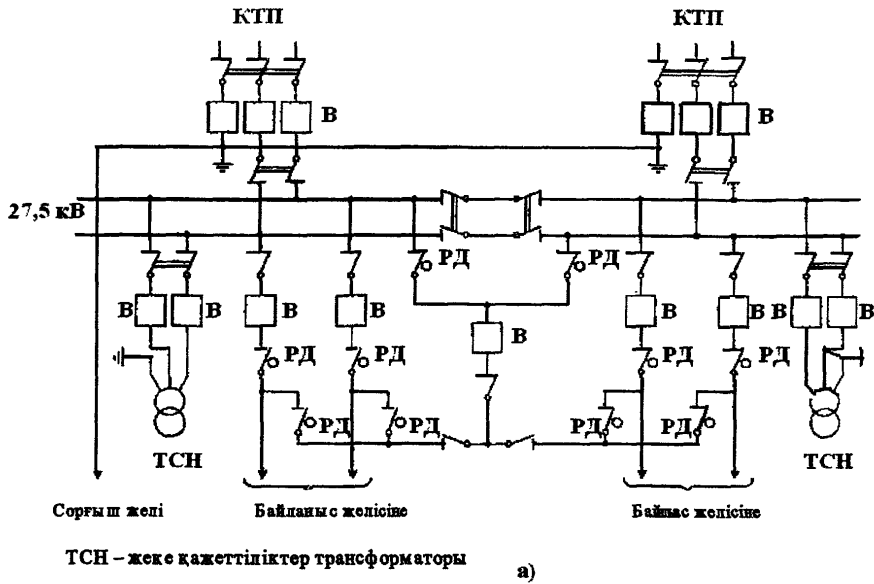 КТП КТП
В В
27,5 кВ
РД РД
В В В В В В В В В
РД РД РД РД
РД РД РД РД
ТСН ТСН
Сорғыш желі Байланыс желісіне Байныс желісіне
ТСН – жеке қажеттіліктер трансформаторы
а)